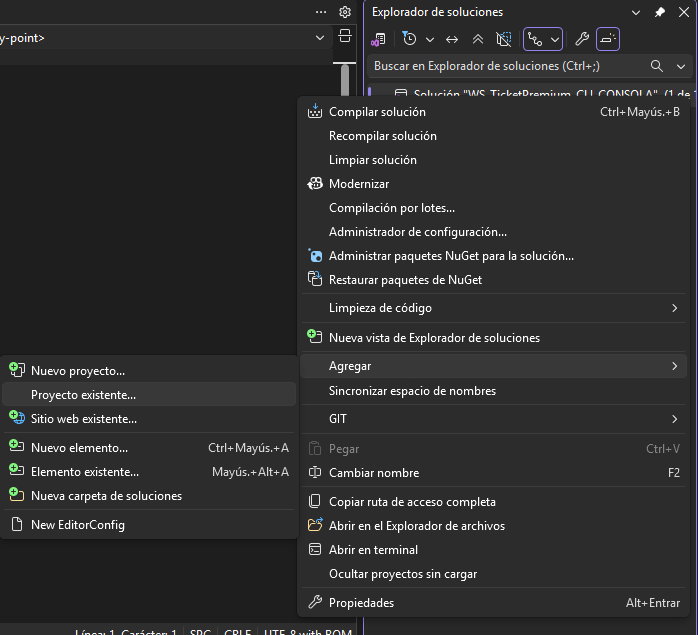 Explorador de soluciones
y-point>
Buscar en Explorador de soluciones (Ctrl+;)
Solución "WS_TicketPremium_CLI_CONSOLA" (1 de
Compilar solución Ctrl+Mayús.+B
Recompilar solución
Limpiar solución
Modernizar
Compilación por lotes...
Administrador de configuración...
Administrar paquetes NuGet para la solución...
Restaurar paquetes de NuGet
Limpieza de código
Nueva vista de Explorador de soluciones
Agregar
Sincronizar espacio de nombres
GIT
Pegar Ctrl+V
Cambiar nombre F2
Copiar ruta de acceso completa
Abrir en el Explorador de archivos
Abrir en terminal
Ocultar proyectos sin cargar
Propiedades Alt+Entrar
Nuevo proyecto...
Proyecto existente...
Sitio web existente...
Nuevo elemento... Ctrl+Mayús.+A
Elemento existente... Mayús.+Alt+A
Nueva carpeta de soluciones
New EditorConfig
Línea: 1 Carácter: 1 SPC CRLF UTF-8 with BOM